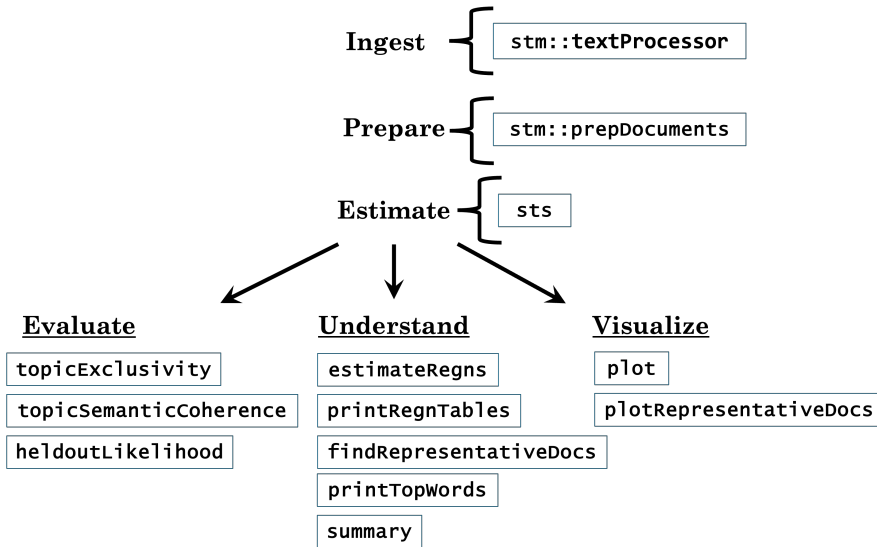 Ingest stm::textProcessor
Prepare stm::prepDocuments
Estimate sts
Evaluate
topicExclusivity
topicSemanticCoherence
heldoutLikelihood
Understand
estimateRegns
printRegnTables
findRepresentativeDocs
printTopWords
summary
Visualize
plot
plotRepresentativeDocs